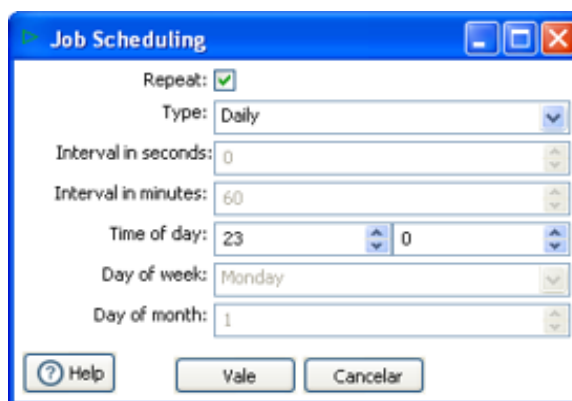 Job Scheduling
Repeat:
Type: Daily
Interval in seconds: 0
Interval in minutes: 60
Time of day: 23 0
Day of week: Monday
Day of month: 1
Help Vale Cancelar